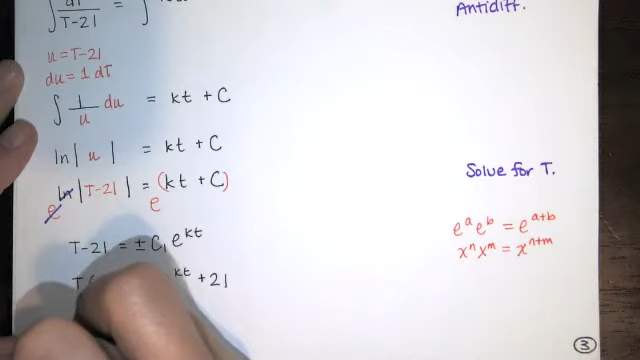 ∫ dT/T-21 = ∫
Antidiff.
u = T-21
du = 1 dT
∫ 1/u du = kt + C
ln|u| = kt + C
e^ln|T-21| = e^(kt + C)
Solve for T.
T-21 = ± C₁ e^kt
e^a e^b = e^a+b
x^n x^m = x^n+m
T kt + 21
3